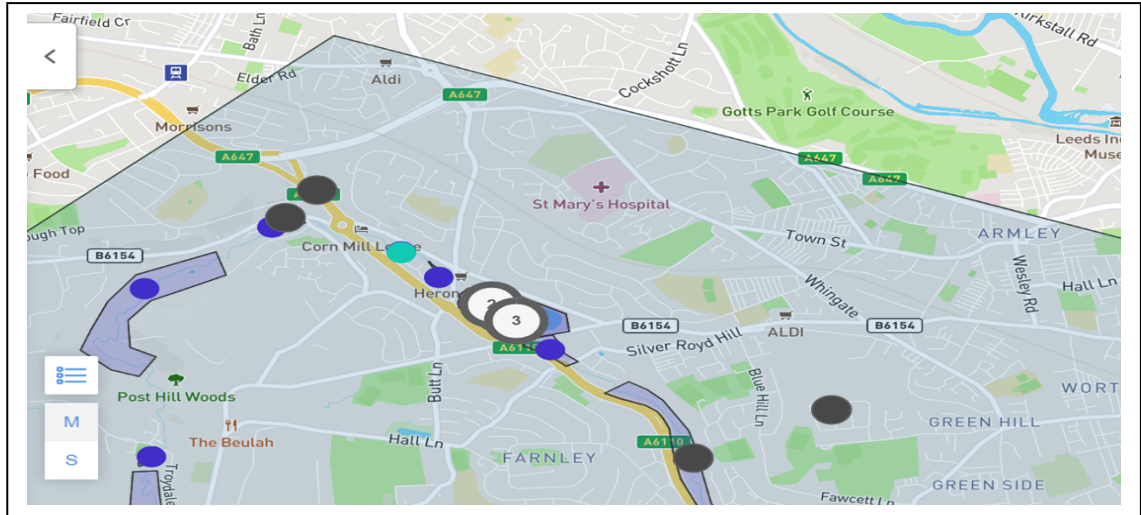 Fairfield Cr
Bath Ln
Kirkstall Rd
Elder Rd
Aldi
Cockshott Ln
A647
Gotts Park Golf Course
Morrisons
Leeds Ind
Muse
A647
A647
Food
A647
St Mary's Hospital
ough Top
Town St
ARMLEY
Corn Mill Lo e
B6154
Wesley Rd
Hall Ln
Whingate
Heron
3
B6154
ALDI
B6154
A6110
Silver Royd Hill
Butt Ln
Blue Hill Ln
WORT
Post Hill Woods
M
GREEN HILL
The Beulah
Hall Ln
A6110
S
FARNLEY
Troydale
GREEN SIDE
Fawcett Ln